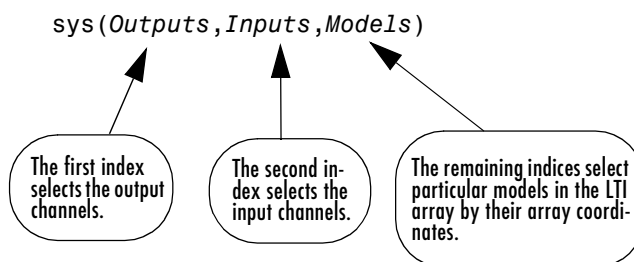 sys(Outputs,Inputs,Models)
The first index
selects the output
channels.
The second in-
dex selects the
input channels.
The remaining indices select
particular models in the LTI
array by their array coordi-
nates.